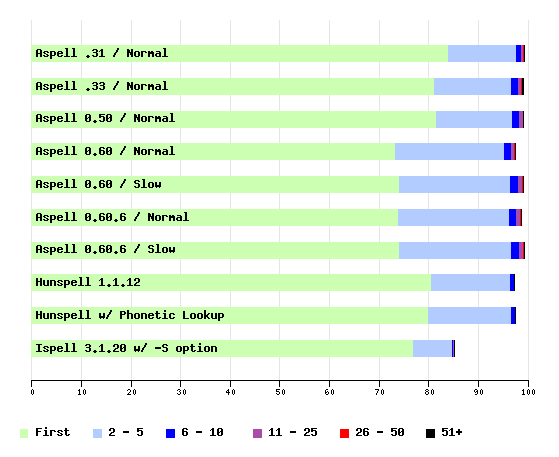 Aspell .31 / Normal
Aspell .33 / Normal
Aspell 0.50 / Normal
Aspell 0.60 / Normal
Aspell 0.60 / Slow
Aspell 0.60.6 / Normal
Aspell 0.60.6 / Slow
Hunspell 1.1.12
Hunspell w/ Phonetic Lookup
Ispell 3.1.20 w/ -S option
0 10 20 30 40 50 60 70 80 90 100
First 2 - 5 6 - 10 11 - 25 26 - 50 51+